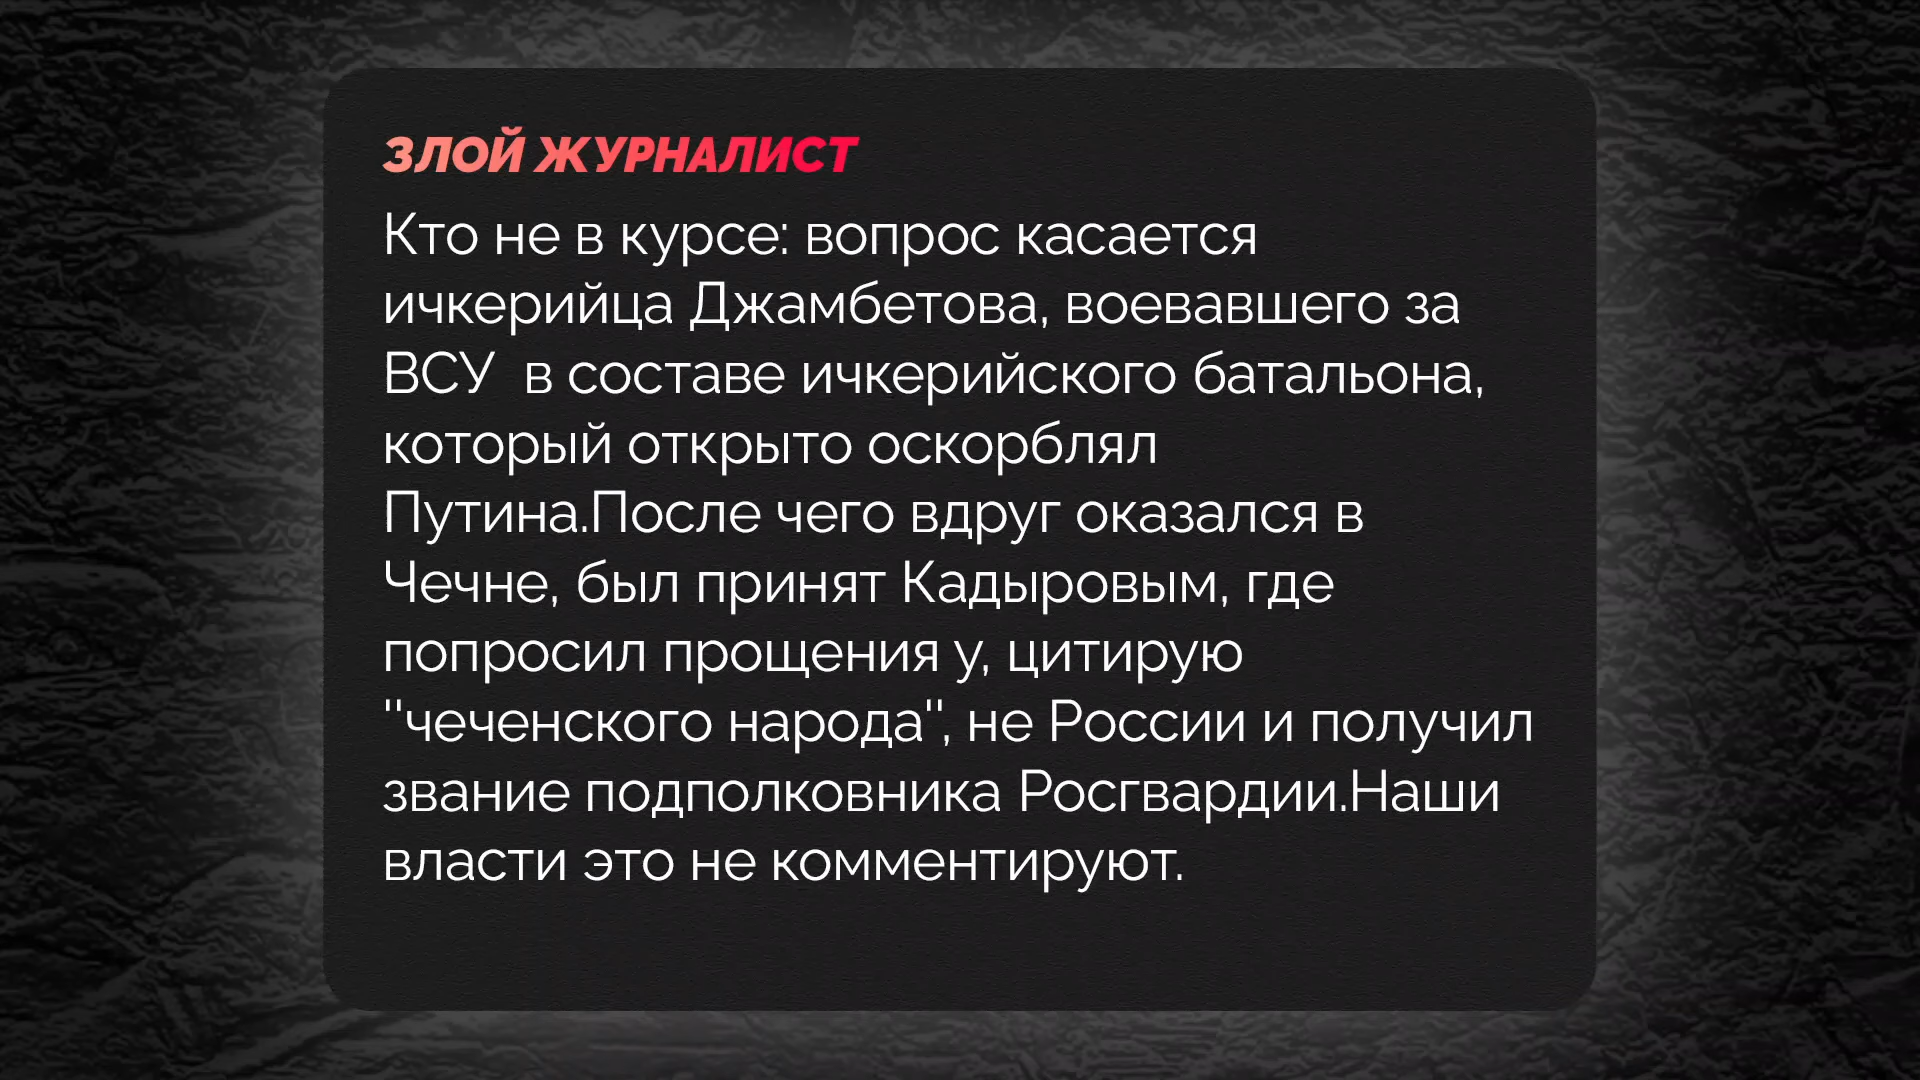 ЗЛОЙ ЖУРНАЛИСТ
Кто не в курсе: вопрос касается
ичкерийца Джамбетова, воевавшего за
ВСУ  в составе ичкерийского батальона,
который открыто оскорблял
Путина.После чего вдруг оказался в
Чечне, был принят Кадыровым, где
попросил прощения у, цитирую
"чеченского народа", не России и получил
звание подполковника Росгвардии.Наши
власти это не комментируют.